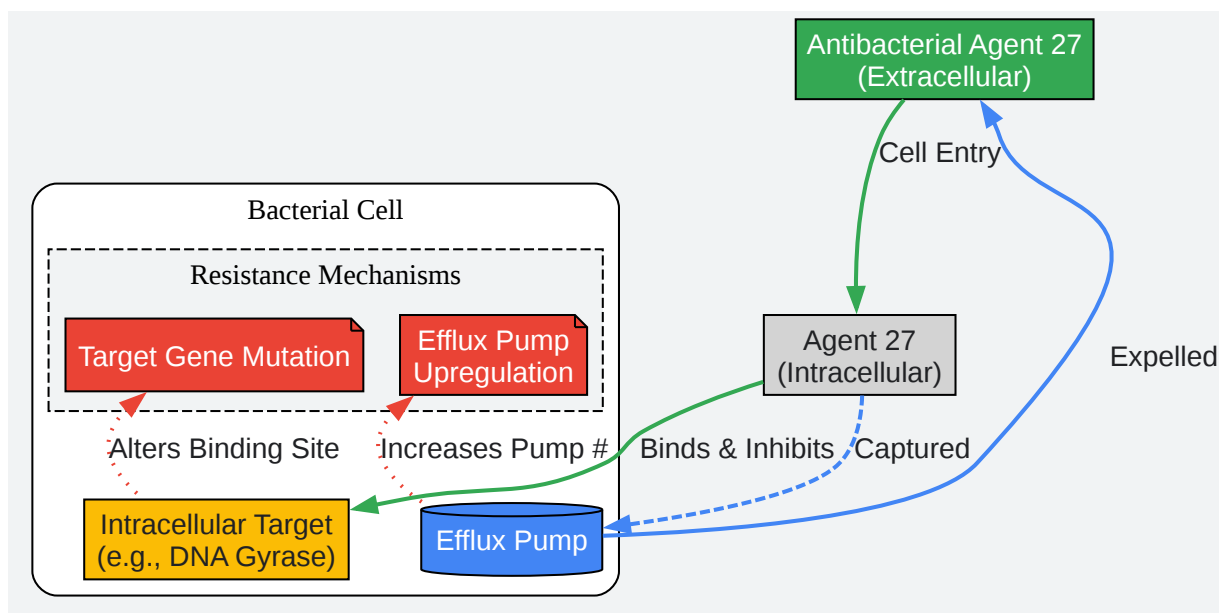 Antibacterial Agent 27
(Extracellular)
Cell Entry
Bacterial Cell
Resistance Mechanisms
Target Gene Mutation
Efflux Pump
Upregulation
Agent 27
(Intracellular)
Expelled
Alters Binding Site
Increases Pump #
Binds & Inhibits
Captured
Intracellular Target
(e.g., DNA Gyrase)
Efflux Pump